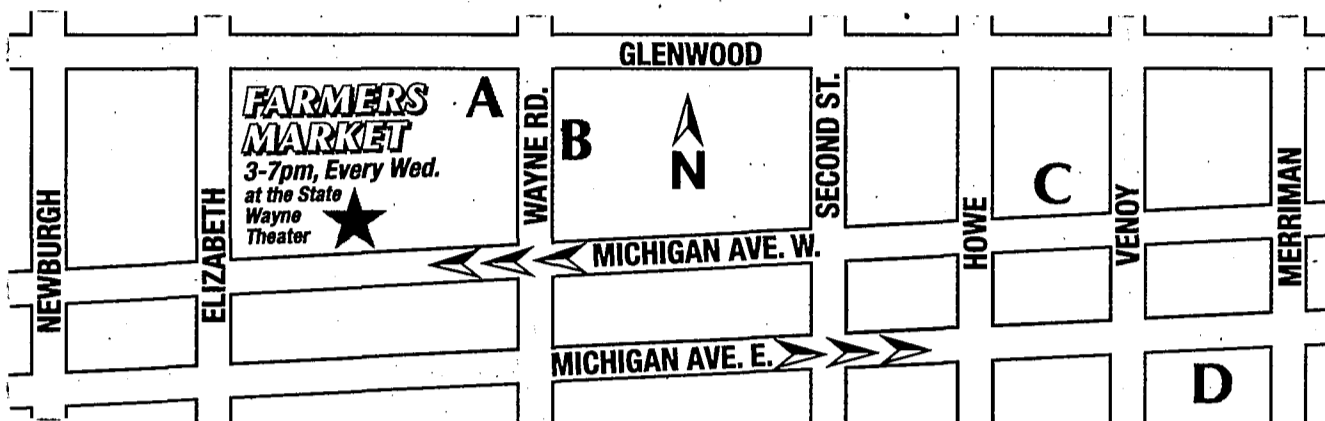 GLENWOOD
FARMERS
MARKET
3-7pm, Every Wed.
at the State
Wayne
Theater
A
B
N
C
D
NEWBURGH
ELIZABETH
WAYNE RD.
SECOND ST.
HOWE
VENOY
MERRIMAN
MICHIGAN AVE. W.
MICHIGAN AVE. E.